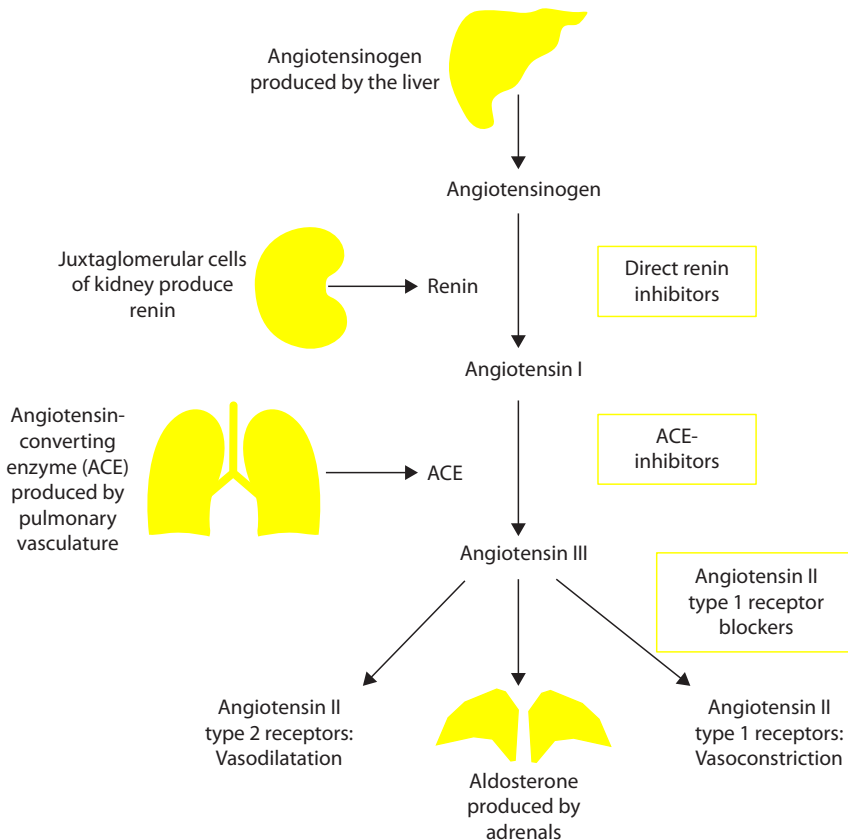 Angiotensinogen
produced by the liver
Angiotensinogen
Juxtaglomerular cells
of kidney produce
renin
Renin
Direct renin
inhibitors
Angiotensin I
Angiotensin-
converting
enzyme (ACE)
produced by
pulmonary
vasculature
ACE
ACE-
inhibitors
Angiotensin III
Angiotensin II
type 1 receptor
blockers
Angiotensin II
type 2 receptors:
Vasodilatation
Aldosterone
produced by
adrenals
Angiotensin II
type 1 receptors:
Vasoconstriction